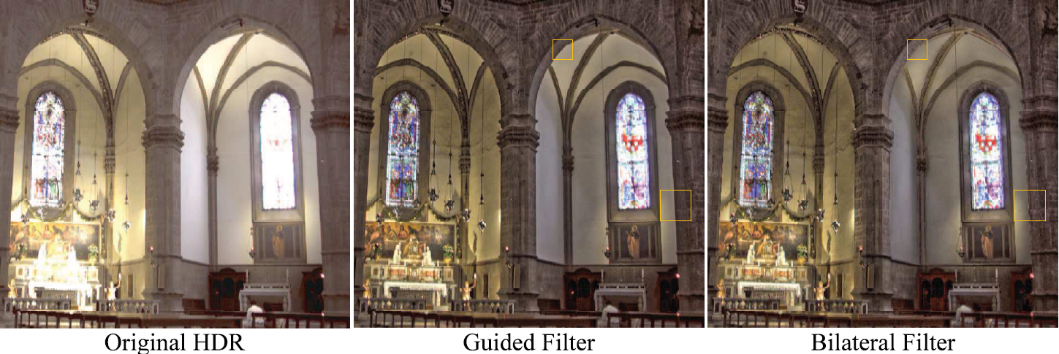 Original HDR
Guided Filter
Bilateral Filter